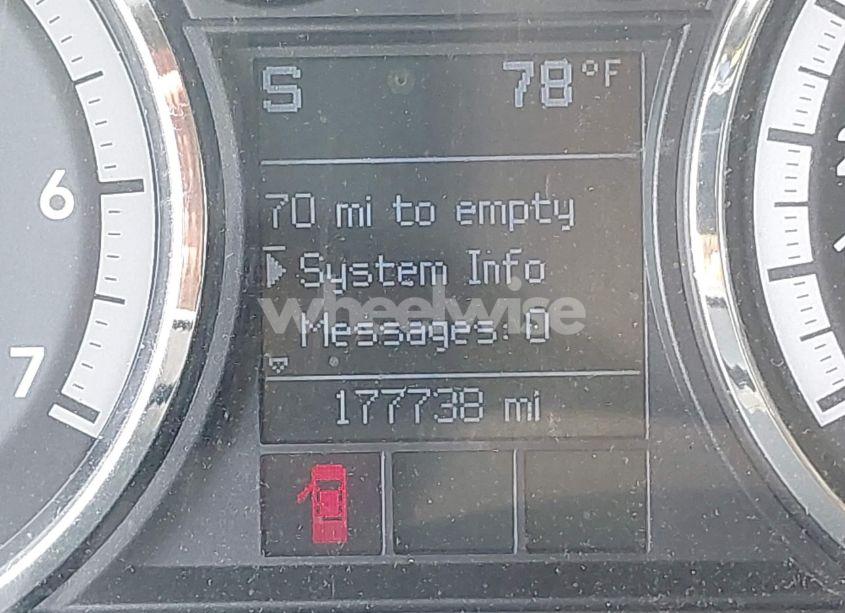 S 78°F
6
70 mi to empty
System Info
wheelwise
Messages: 0
7
177738 mi